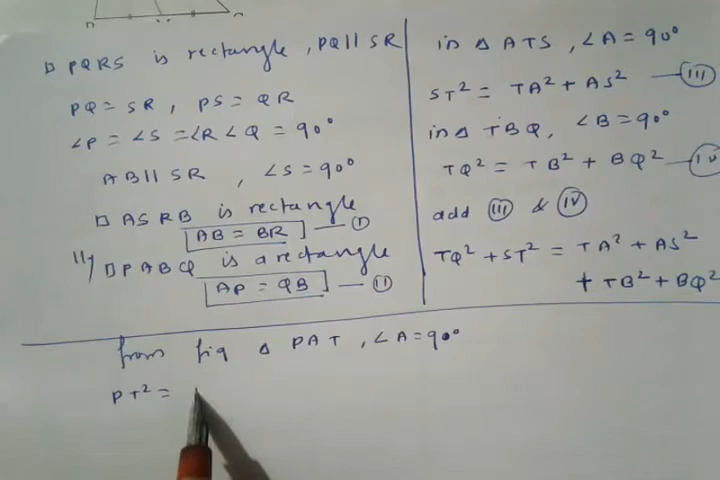 □ PQRS is rectangle, PQ || SR
PQ = SR, PS = QR
∠P = ∠S = ∠R ∠Q = 90°
AB || SR, ∠S = 90°
□ ASRB is rectangle
AB = BR — (I)
11/y □ PABQ is a rectangle
AP = QB — (II)
in Δ ATS, ∠A = 90°
ST² = TA² + AS² — (III)
in Δ TBQ, ∠B = 90°
TQ² = TB² + BQ² — (IV)
add (III) & (IV)
TQ² + ST² = TA² + AS²
+ TB² + BQ²
from fig Δ PAT, ∠A = 90°
PT² =